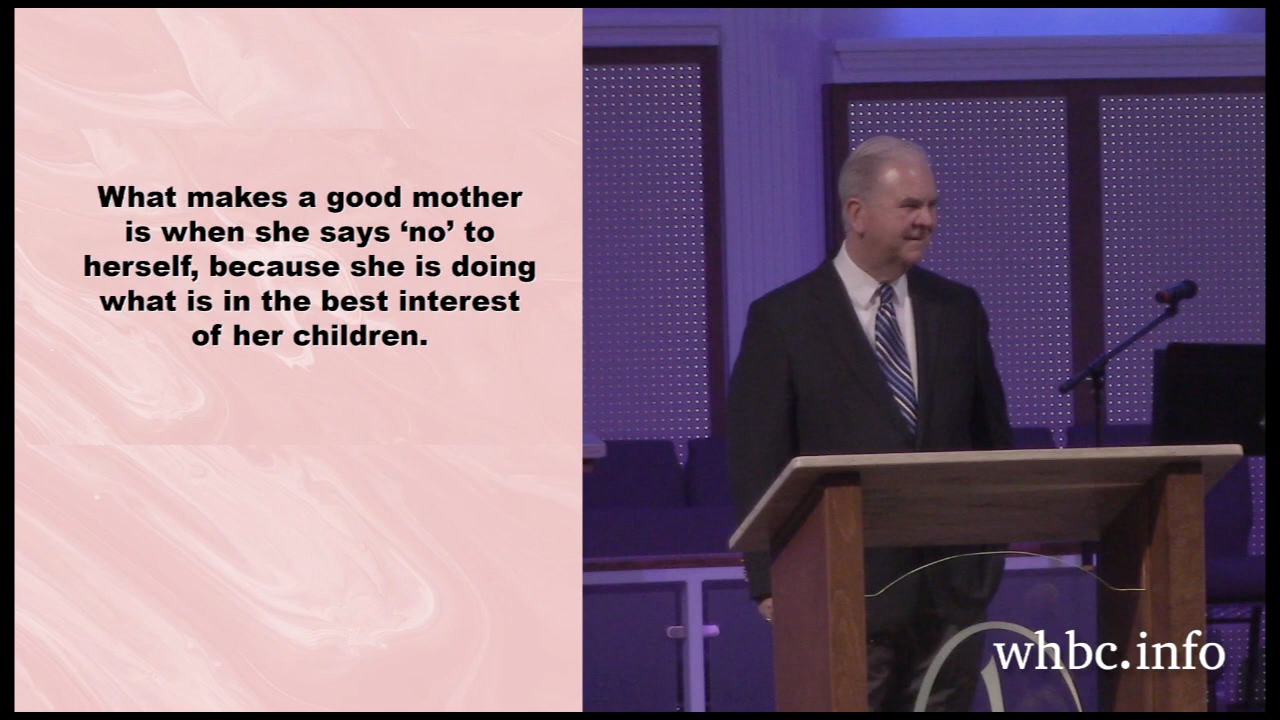 What makes a good mother
is when she says ‘no’ to
herself, because she is doing
what is in the best interest
of her children.
whbc.info